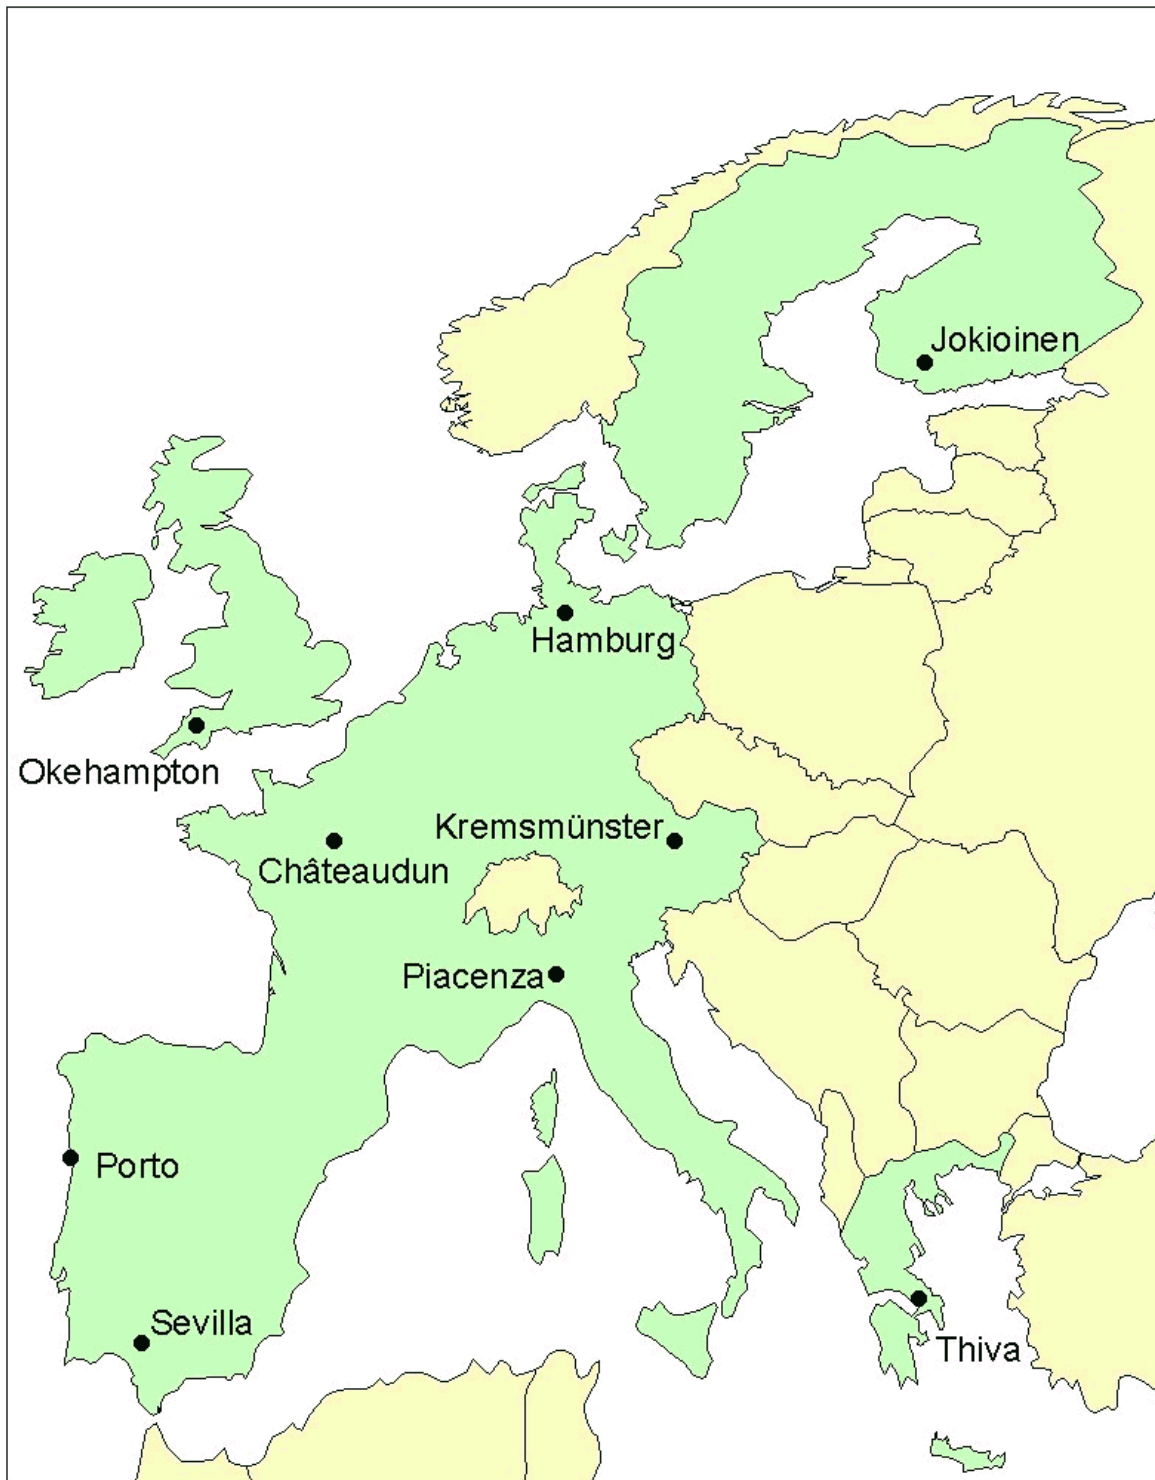 Jokioinen
Hamburg
Okehampton
Kremsmünster
Châteaudun
Piacenza
Porto
Sevilla
Thiva